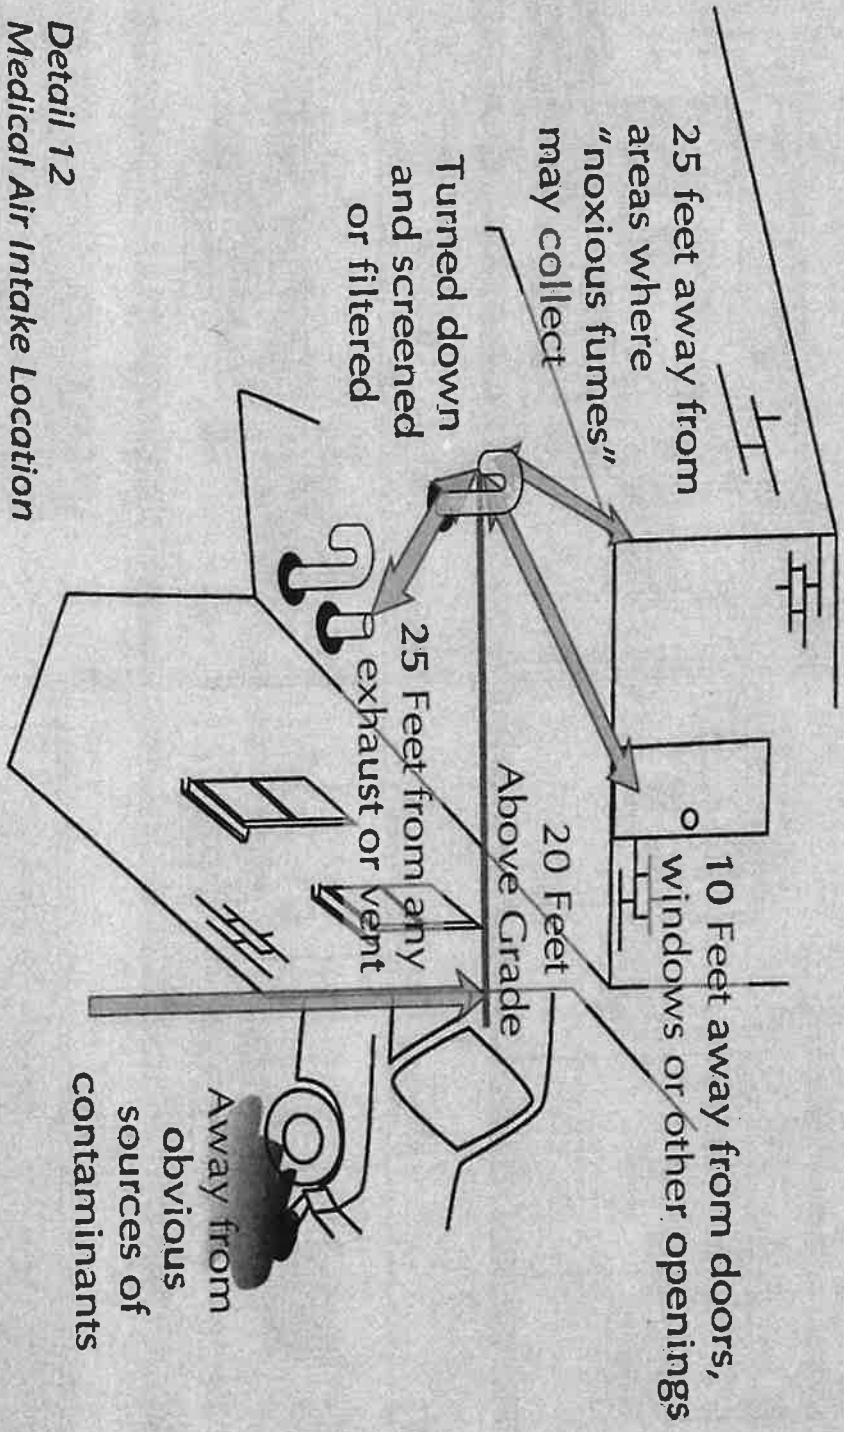 25 feet away from
areas where
"noxious fumes"
may collect
Turned down
and screened
or filtered
10 Feet away from doors,
windows or other openings
20 Feet
Above Grade
25 Feet from any
exhaust or vent
Away from
obvious
sources of
contaminants
Detail 12
Medical Air Intake Location